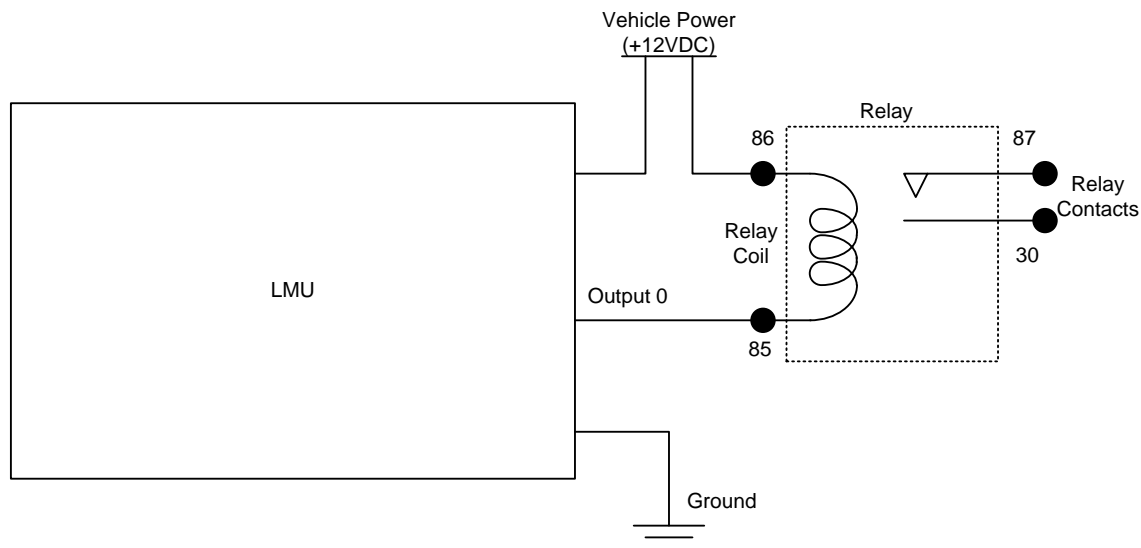 Vehicle Power
(+12VDC)
Relay
86
87
Relay
Contacts
Relay
Coil
30
LMU
Output 0
85
Ground